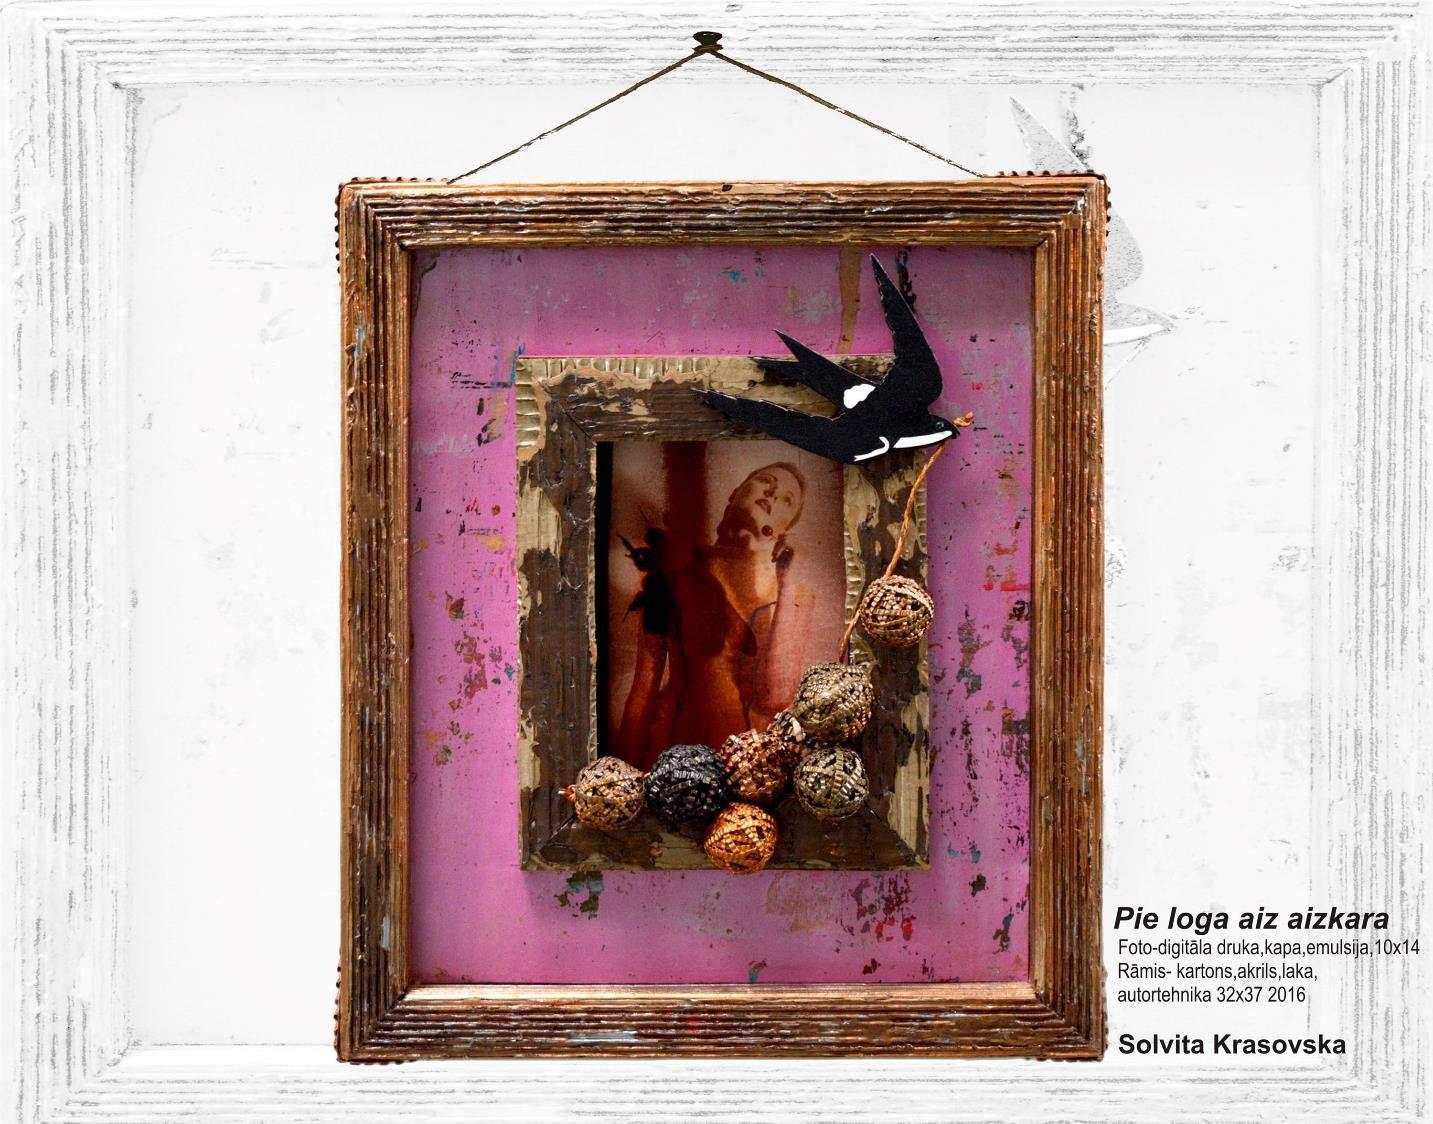 Pie loga aiz aizkara
Foto-digitāla druka,kapa,emulsija,10x14
Rāmis- kartons,akrils,laka,
autortehnika 32x37 2016
Solvita Krasovska